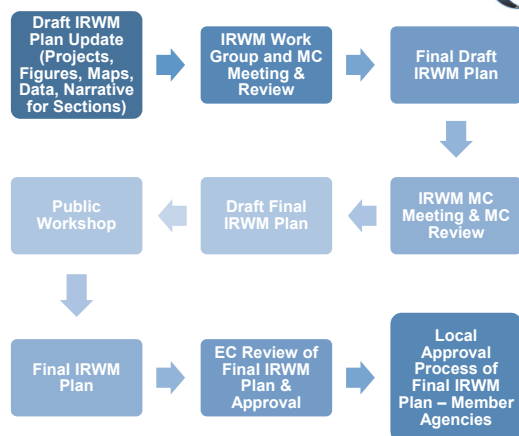 Draft IRWM
Plan Update
(Projects,
Figures, Maps,
Data, Narrative
for Sections)
IRWM Work
Group and MC
Meeting &
Review
Final Draft
IRWM Plan
IRWM MC
Meeting & MC
Review
Draft Final
IRWM Plan
Public
Workshop
Final IRWM
Plan
EC Review of
Final IRWM
Plan &
Approval
Local
Approval
Process of
Final IRWM
Plan – Member
Agencies